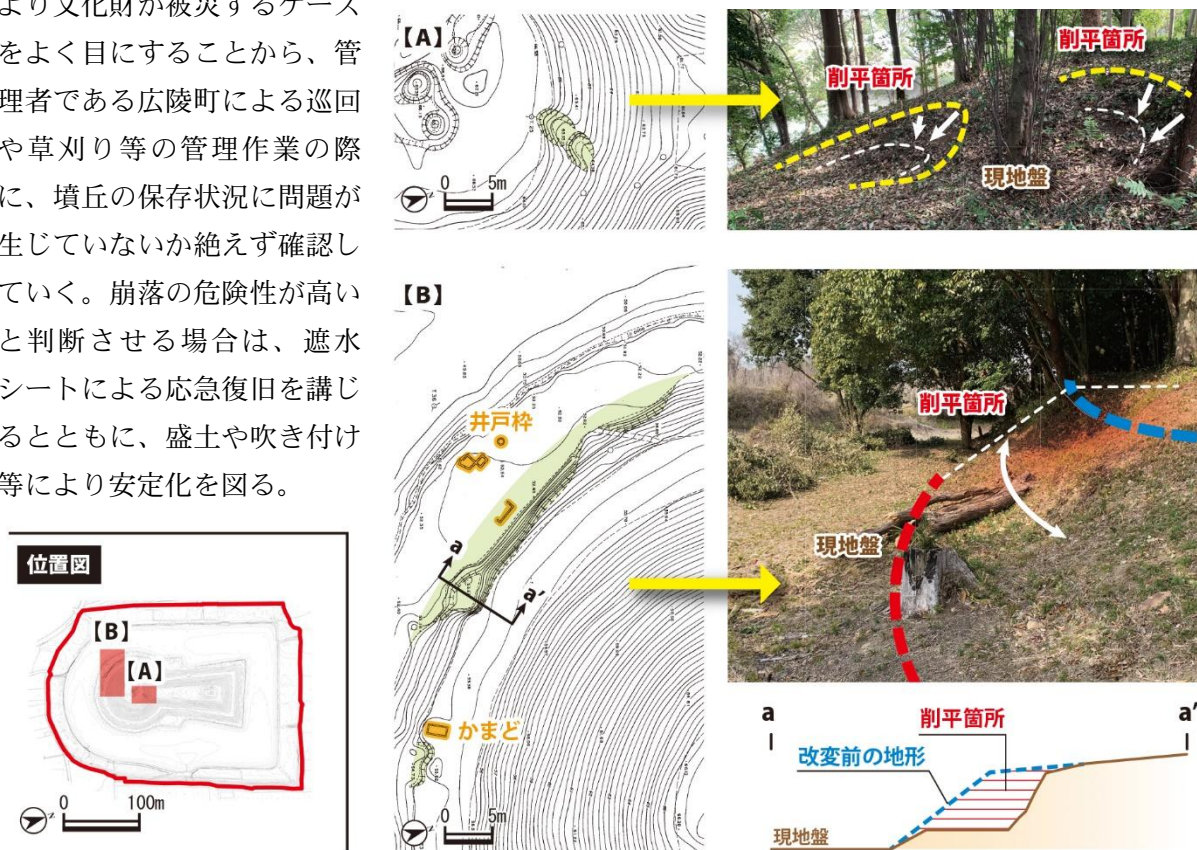 より文化財が被災するケース
をよく目にすることから、管
理者である広陵町による巡回
や草刈り等の管理作業の際
に、墳丘の保存状況に問題が
生じていないか絶えず確認し
ていく。崩落の危険性が高い
と判断させる場合は、遮水
シートによる応急復旧を講じ
るとともに、盛土や吹き付け
等により安定化を図る。
位置図
【B】
【A】
0 100m
【A】
0 5m
削平箇所
削平箇所
現地盤
【B】
井戸枠
a
a'
かまど
0 5m
削平箇所
現地盤
a
a'
削平箇所
改変前の地形
現地盤